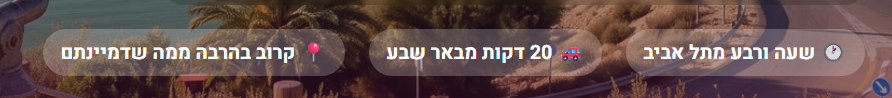 🕐 שעה ורבע מתל אביב
🚙 20 דקות מבאר שבע
📍 קרוב בהרבה ממה שדמיינתם